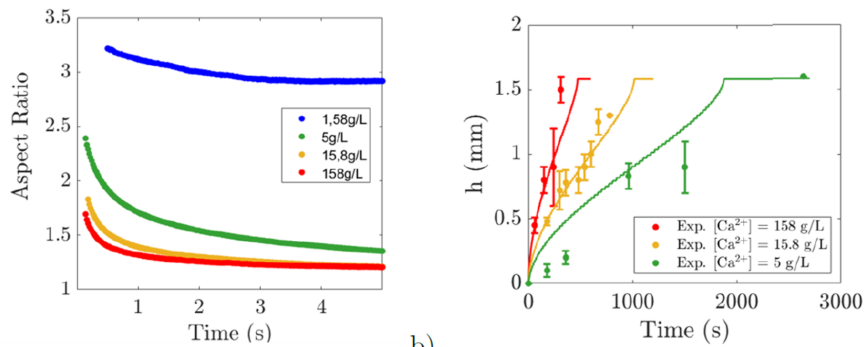 3.5
3
2.5
2
1.5
1
Aspect Ratio
1
2
3
4
Time (s)
1,58g/L
5g/L
15,8g/L
158g/L
b)
2
1.5
1
0.5
0
h (mm)
0
1000
2000
3000
Time (s)
Exp. [Ca²⁺] = 158 g/L
Exp. [Ca²⁺] = 15.8 g/L
Exp. [Ca²⁺] = 5 g/L